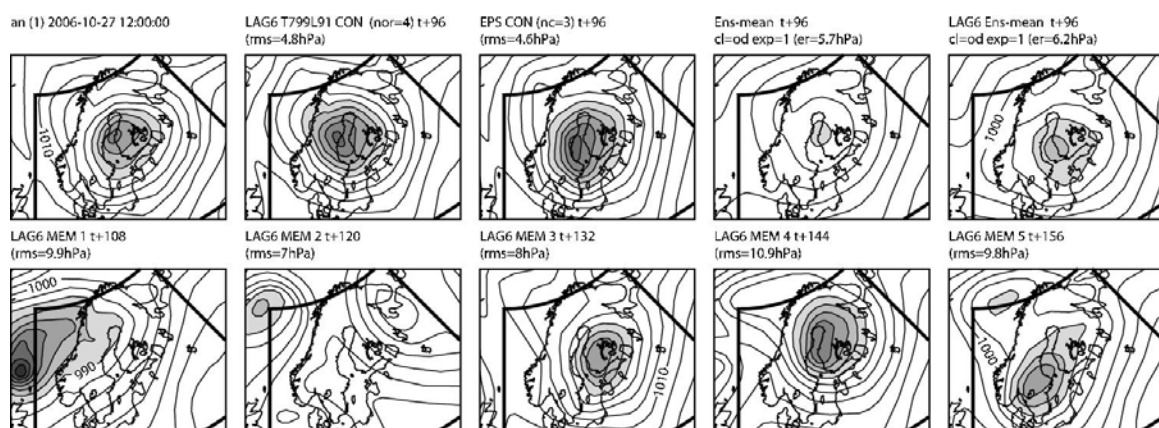 an (1) 2006-10-27 12:00:00
LAG6 T799L91 CON (nor=4) t+96
(rms=4.8hPa)
EPS CON (nc=3) t+96
(rms=4.6hPa)
Ens-mean t+96
cl=od exp=1 (er=5.7hPa)
LAG6 Ens-mean t+96
cl=od exp=1 (er=6.2hPa)
1010
1000
LAG6 MEM 1 t+108
(rms=9.9hPa)
LAG6 MEM 2 t+120
(rms=7hPa)
LAG6 MEM 3 t+132
(rms=8hPa)
LAG6 MEM 4 t+144
(rms=10.9hPa)
LAG6 MEM 5 t+156
(rms=9.8hPa)
1000
990
1010
1000